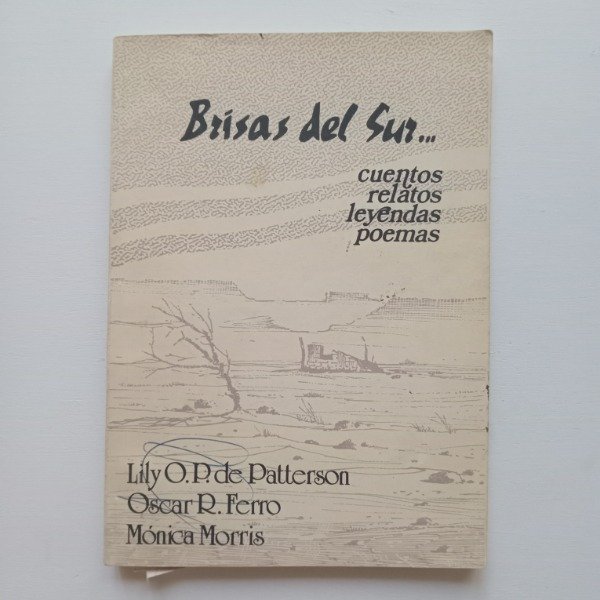 Brisas del Sur...
cuentos
relatos
leyendas
poemas
Lily O.P. de Patterson
Oscar R. Ferro
Mónica Morris